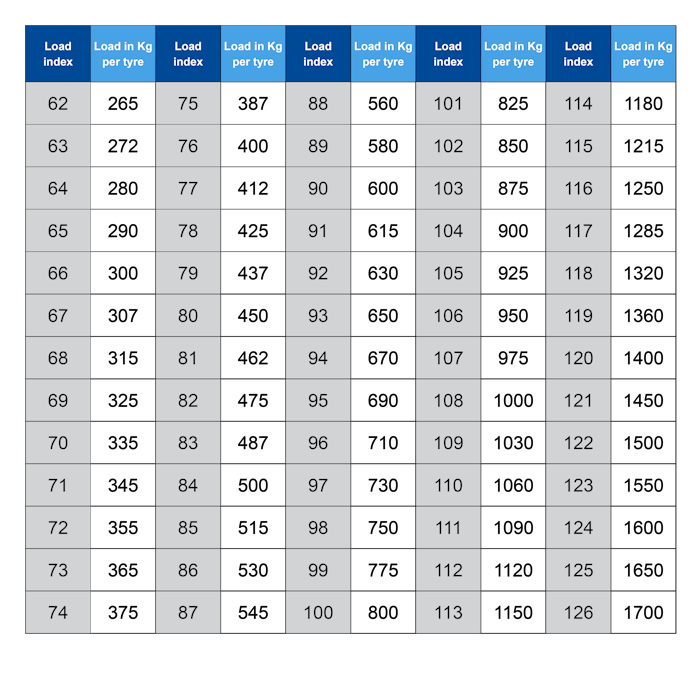 Load index Load in Kg per tyre Load index Load in Kg per tyre Load index Load in Kg per tyre Load index Load in Kg per tyre Load index Load in Kg per tyre
62 265 75 387 88 560 101 825 114 1180
63 272 76 400 89 580 102 850 115 1215
64 280 77 412 90 600 103 875 116 1250
65 290 78 425 91 615 104 900 117 1285
66 300 79 437 92 630 105 925 118 1320
67 307 80 450 93 650 106 950 119 1360
68 315 81 462 94 670 107 975 120 1400
69 325 82 475 95 690 108 1000 121 1450
70 335 83 487 96 710 109 1030 122 1500
71 345 84 500 97 730 110 1060 123 1550
72 355 85 515 98 750 111 1090 124 1600
73 365 86 530 99 775 112 1120 125 1650
74 375 87 545 100 800 113 1150 126 1700